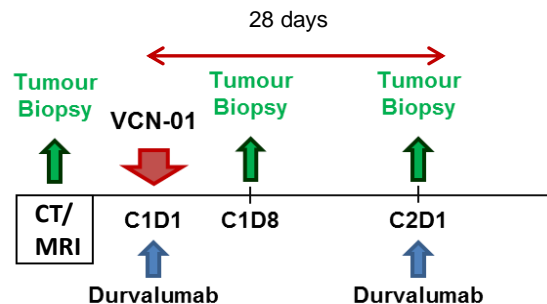 28 days
Tumour
Biopsy
VCN-01
Tumour
Biopsy
Tumour
Biopsy
CT/
MRI
C1D1
C1D8
C2D1
Durvalumab
Durvalumab